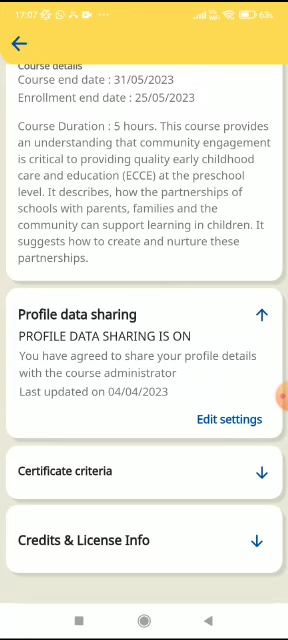 17:07
63%
Course details
Course end date : 31/05/2023
Enrollment end date : 25/05/2023
Course Duration : 5 hours. This course provides
an understanding that community engagement
is critical to providing quality early childhood
care and education (ECCE) at the preschool
level. It describes, how the partnerships of
schools with parents, families and the
community can support learning in children. It
suggests how to create and nurture these
partnerships.
Profile data sharing
PROFILE DATA SHARING IS ON
You have agreed to share your profile details
with the course administrator
Last updated on 04/04/2023
Edit settings
Certificate criteria
Credits & License Info